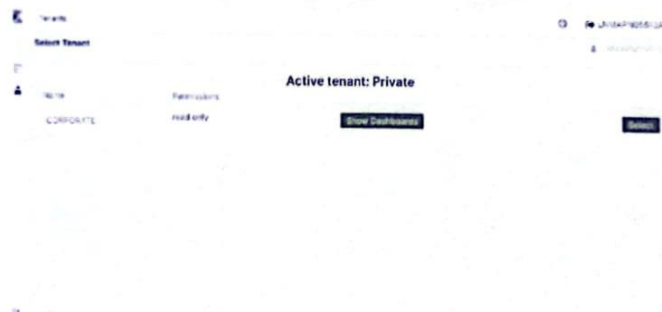 Tenants
Select Tenant
Active tenant: Private
Name Permissions
CORPORATE read only Show Dashboards Select